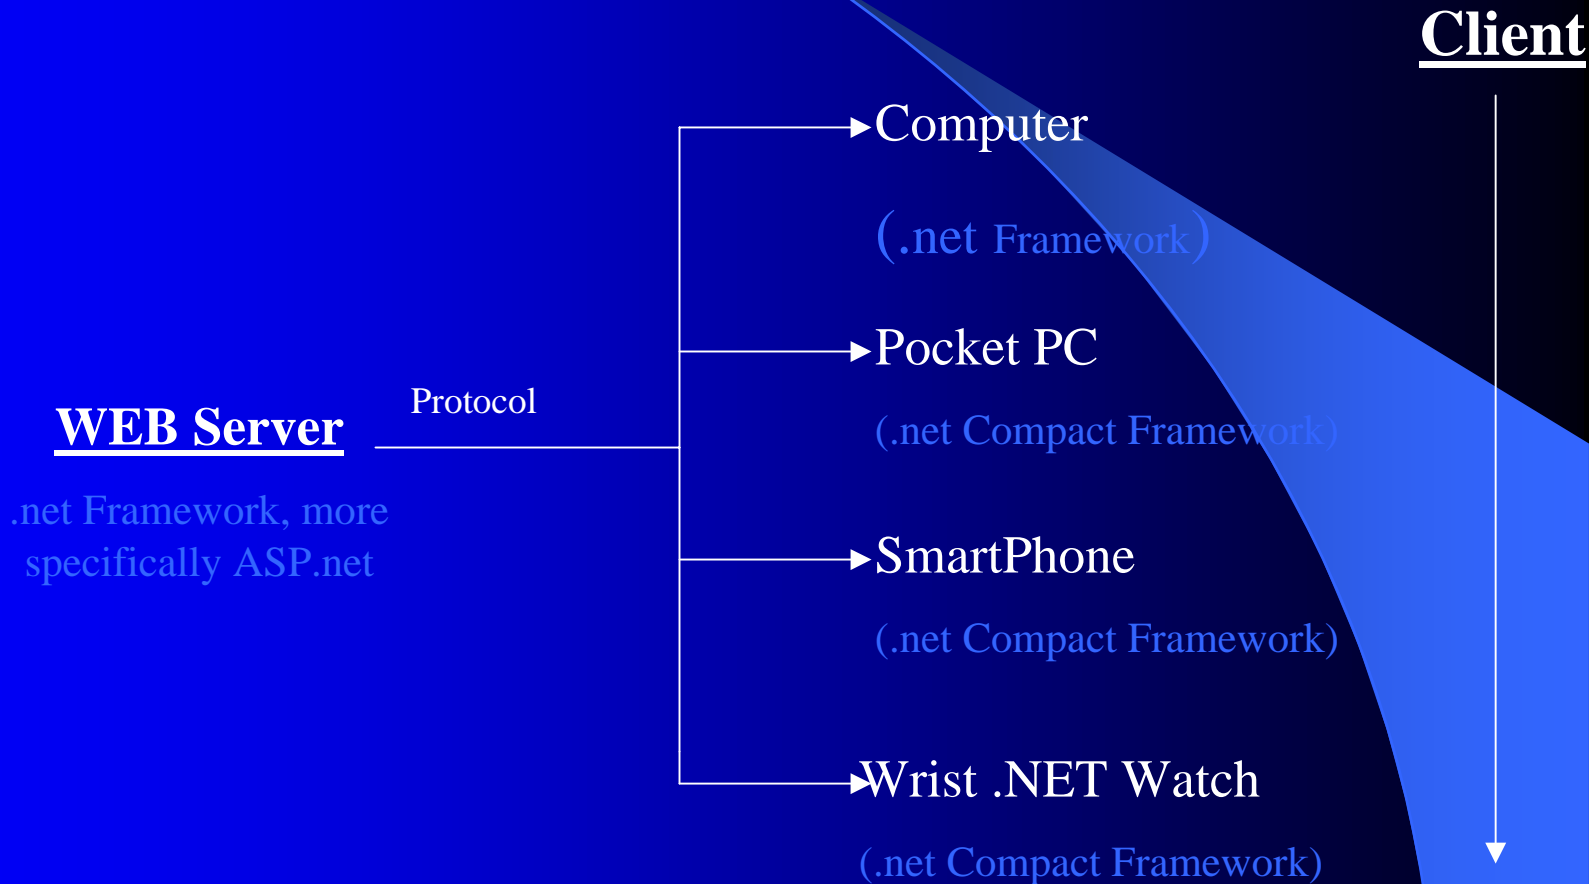 Client
Computer
(.net Framework)
Pocket PC
(.net Compact Framework)
Protocol
WEB Server
.net Framework, more
specifically ASP.net
SmartPhone
(.net Compact Framework)
Wrist .NET Watch
(.net Compact Framework)